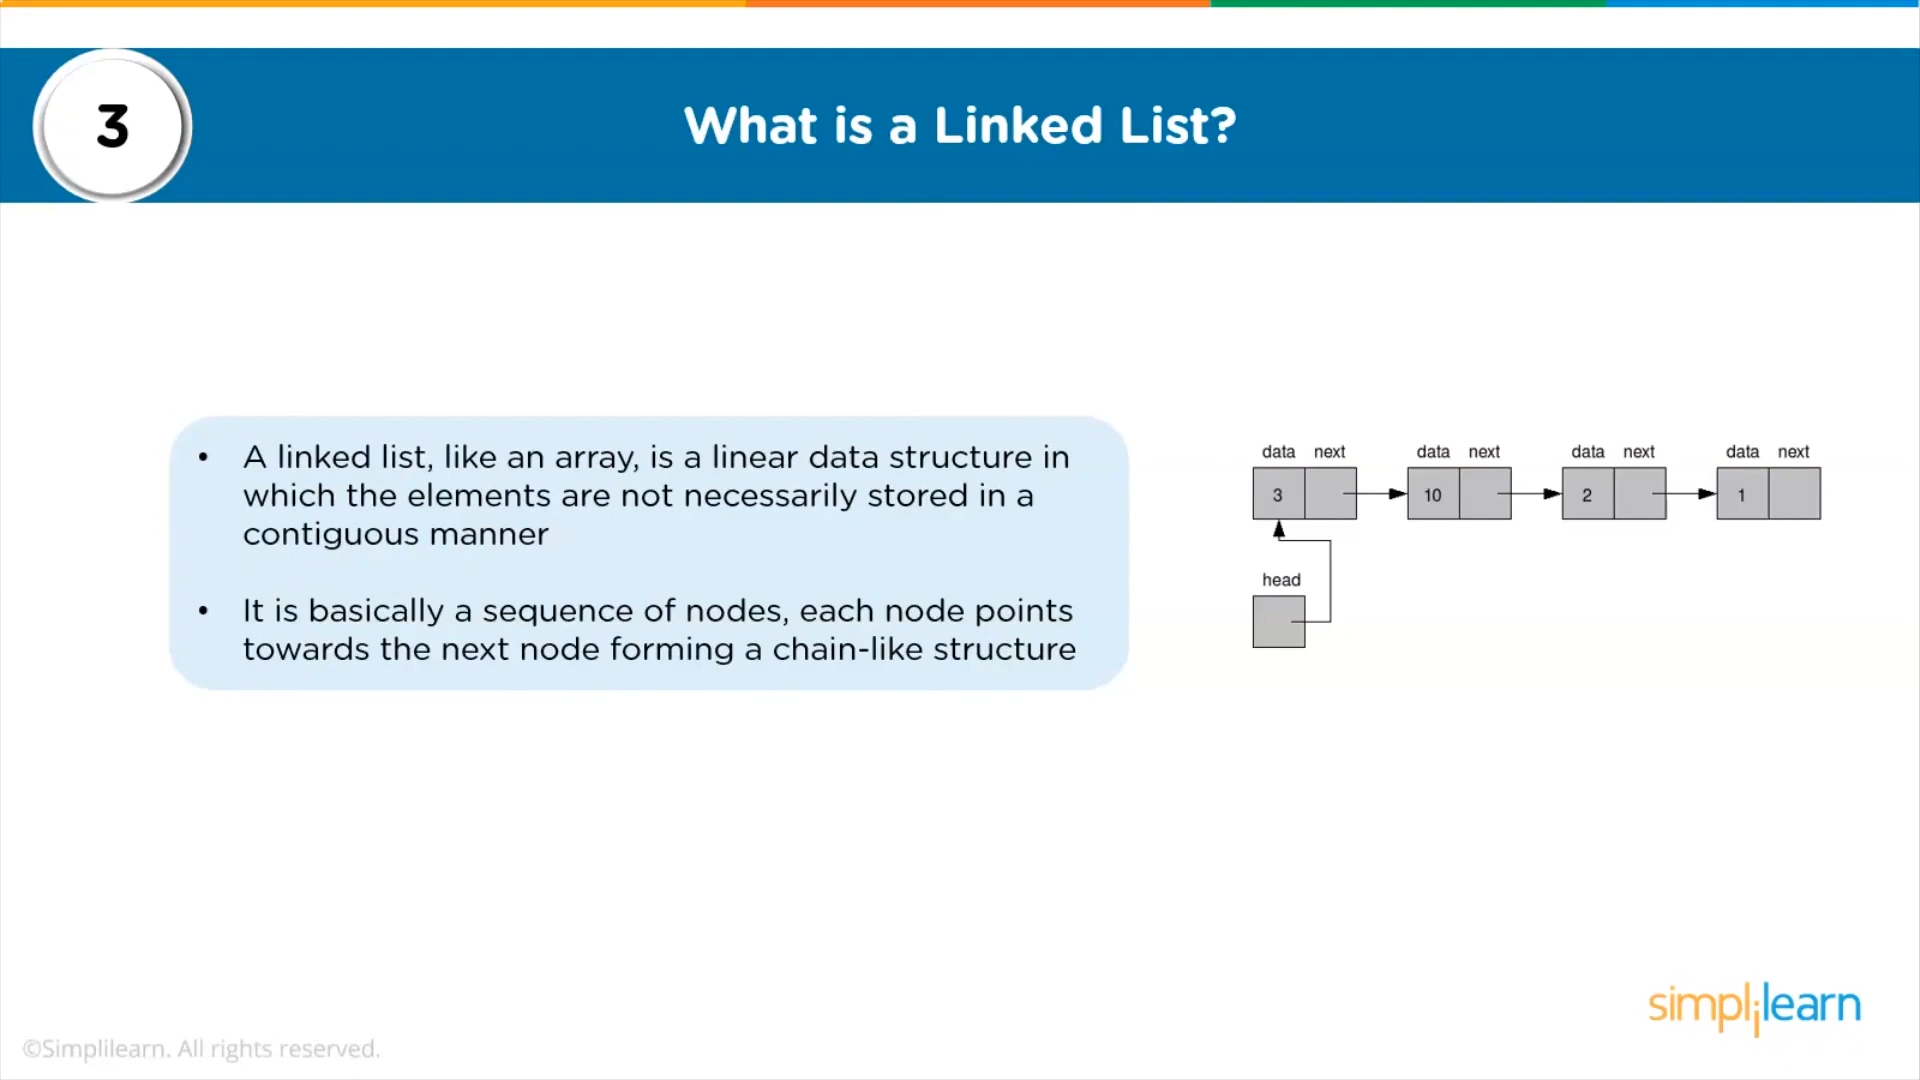 3
What is a Linked List?
• A linked list, like an array, is a linear data structure in
which the elements are not necessarily stored in a
contiguous manner
• It is basically a sequence of nodes, each node points
towards the next node forming a chain-like structure
data next data next data next data next
3 10 2 1
head
simplilearn
©Simplilearn. All rights reserved.